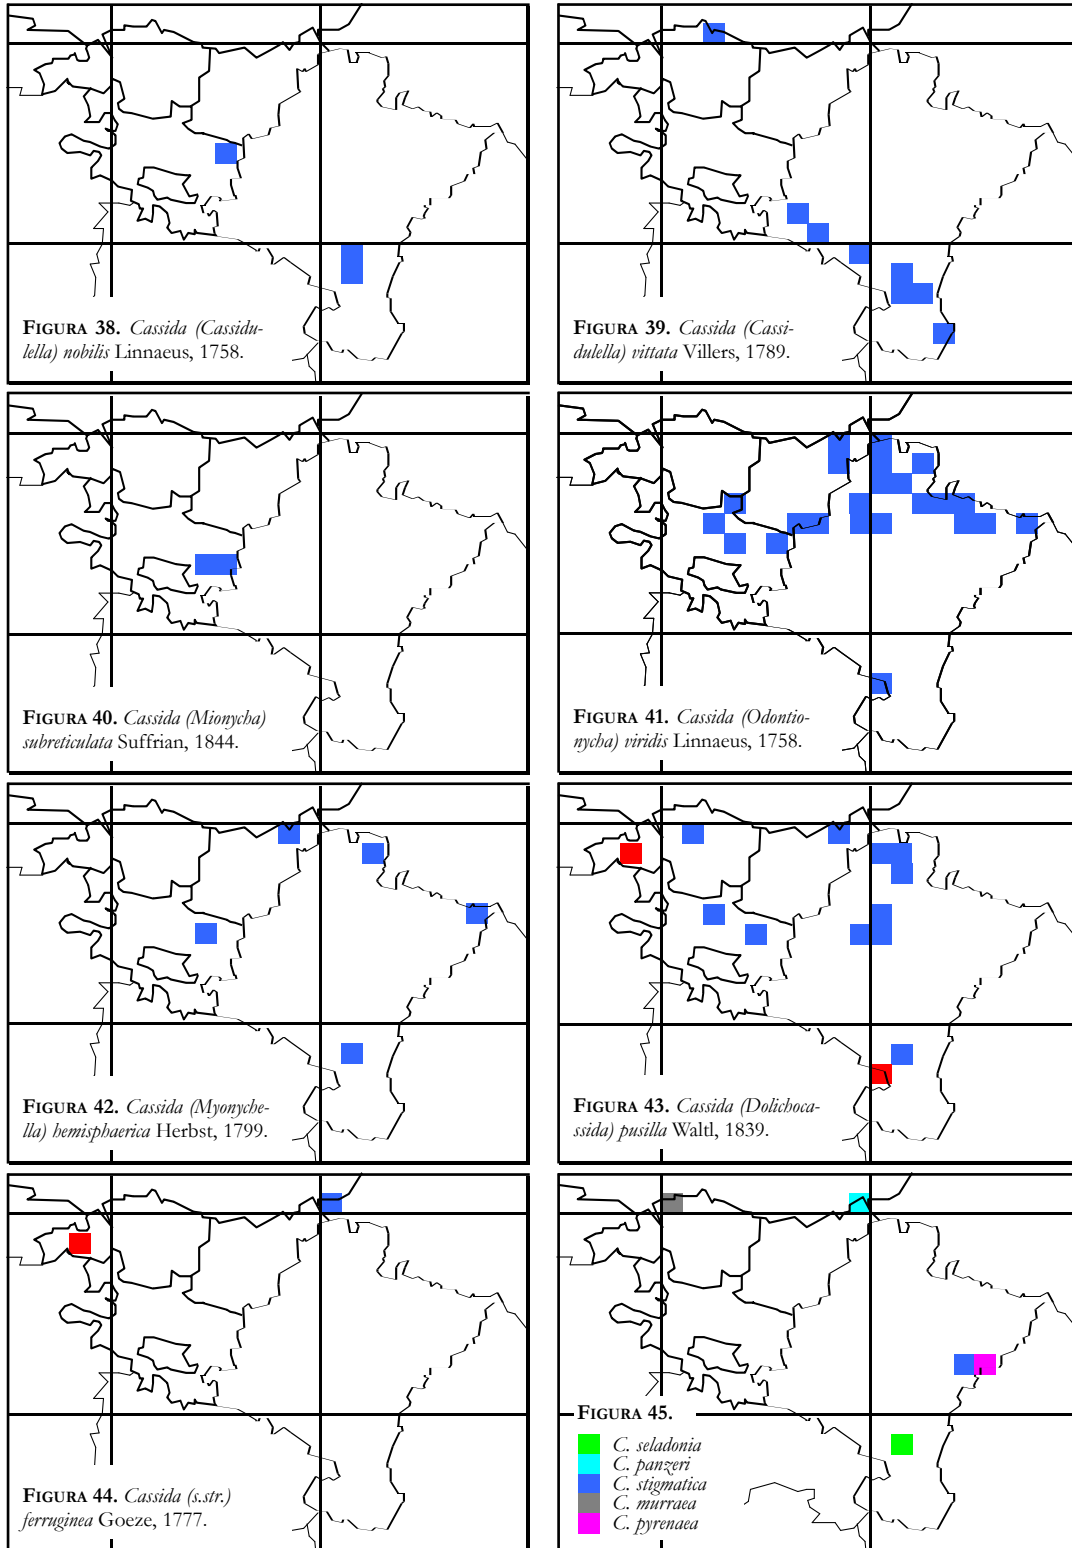 FIGURA 38. Cassida (Cassidu-
lella) nobilis Linnaeus, 1758.
FIGURA 39. Cassida (Cassi-
dulella) vittata Villers, 1789.
FIGURA 40. Cassida (Mionycha)
subreticulata Suffrian, 1844.
FIGURA 41. Cassida (Odontio-
nycha) viridis Linnaeus, 1758.
FIGURA 42. Cassida (Myonyche-
lla) hemisphaerica Herbst, 1799.
FIGURA 43. Cassida (Dolichoca-
ssida) pusilla Waltl, 1839.
FIGURA 44. Cassida (s.str.)
ferruginea Goeze, 1777.
FIGURA 45.
C. seladonia
C. panzeri
C. stigmatica
C. murraea
C. pyrenaea